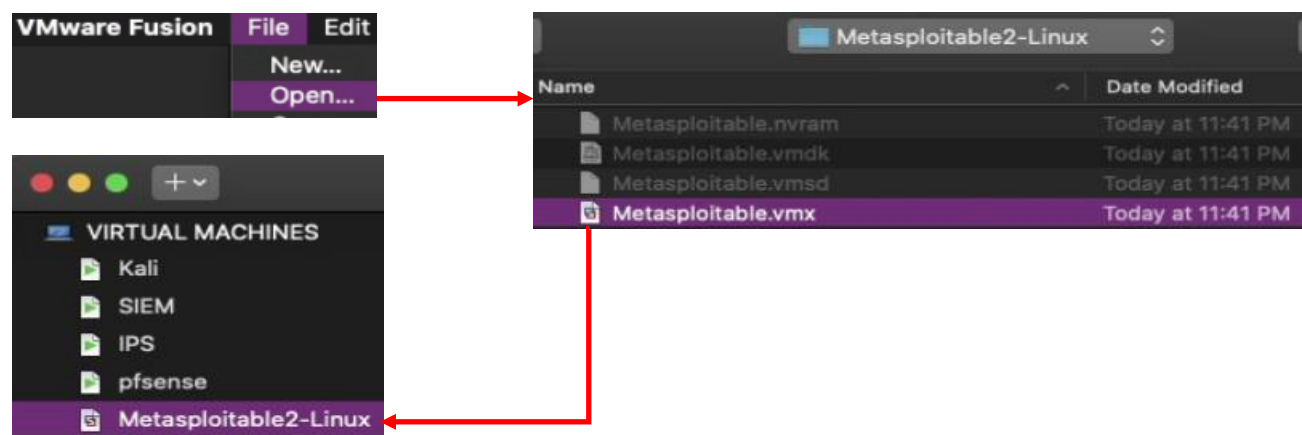 VMware Fusion File Edit
New...
Open...
Metasploitable2-Linux
Name Date Modified
Metasploitable.nvram Today at 11:41 PM
Metasploitable.vmdk Today at 11:41 PM
Metasploitable.vmsd Today at 11:41 PM
Metasploitable.vmx Today at 11:41 PM
VIRTUAL MACHINES
Kali
SIEM
IPS
pfsense
Metasploitable2-Linux